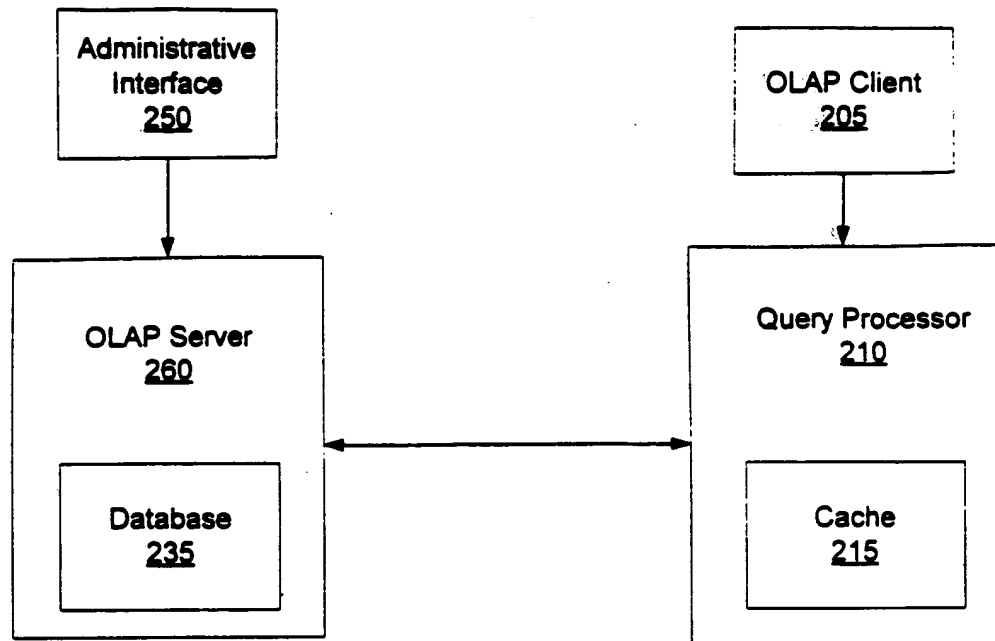 Administrative
Interface
250
OLAP Client
205
OLAP Server
260
Query Processor
210
Database
235
Cache
215